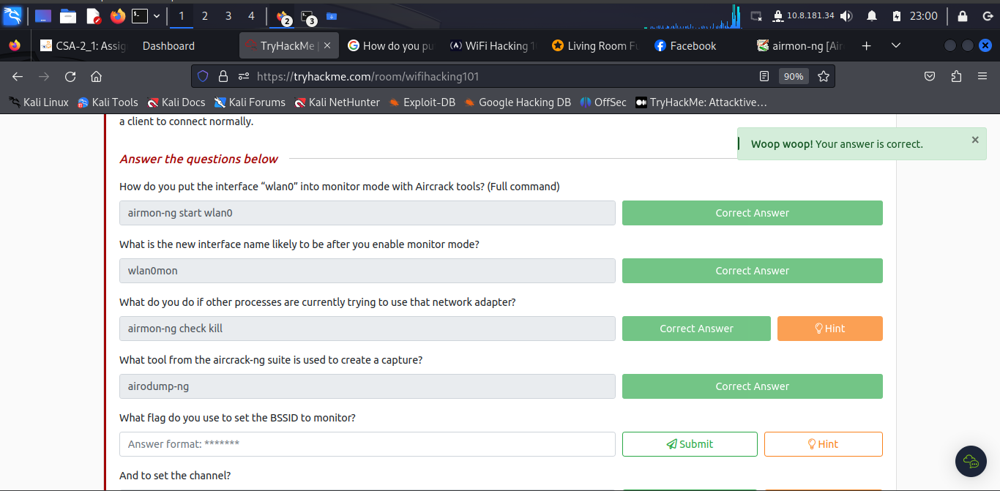 1 2 3 4 2 3 10.8.181.34 23:00
CSA-2_1: Assig Dashboard TryHackMe | How do you pu WiFi Hacking 1 Living Room Fu Facebook airmon-ng [Air
https://tryhackme.com/room/wifihacking101 90%
Kali Linux Kali Tools Kali Docs Kali Forums Kali NetHunter Exploit-DB Google Hacking DB OffSec TryHackMe: Attacktive…
a client to connect normally.
Woop woop! Your answer is correct. ×
Answer the questions below
How do you put the interface “wlan0” into monitor mode with Aircrack tools? (Full command)
airmon-ng start wlan0 Correct Answer
What is the new interface name likely to be after you enable monitor mode?
wlan0mon Correct Answer
What do you do if other processes are currently trying to use that network adapter?
airmon-ng check kill Correct Answer Hint
What tool from the aircrack-ng suite is used to create a capture?
airodump-ng Correct Answer
What flag do you use to set the BSSID to monitor?
Answer format: ******* Submit Hint
And to set the channel?